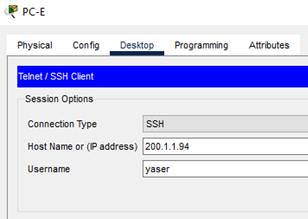 PC-E
Physical Config Desktop Programming Attributes
Telnet / SSH Client
Session Options
Connection Type SSH
Host Name or (IP address) 200.1.1.94
Username yaser